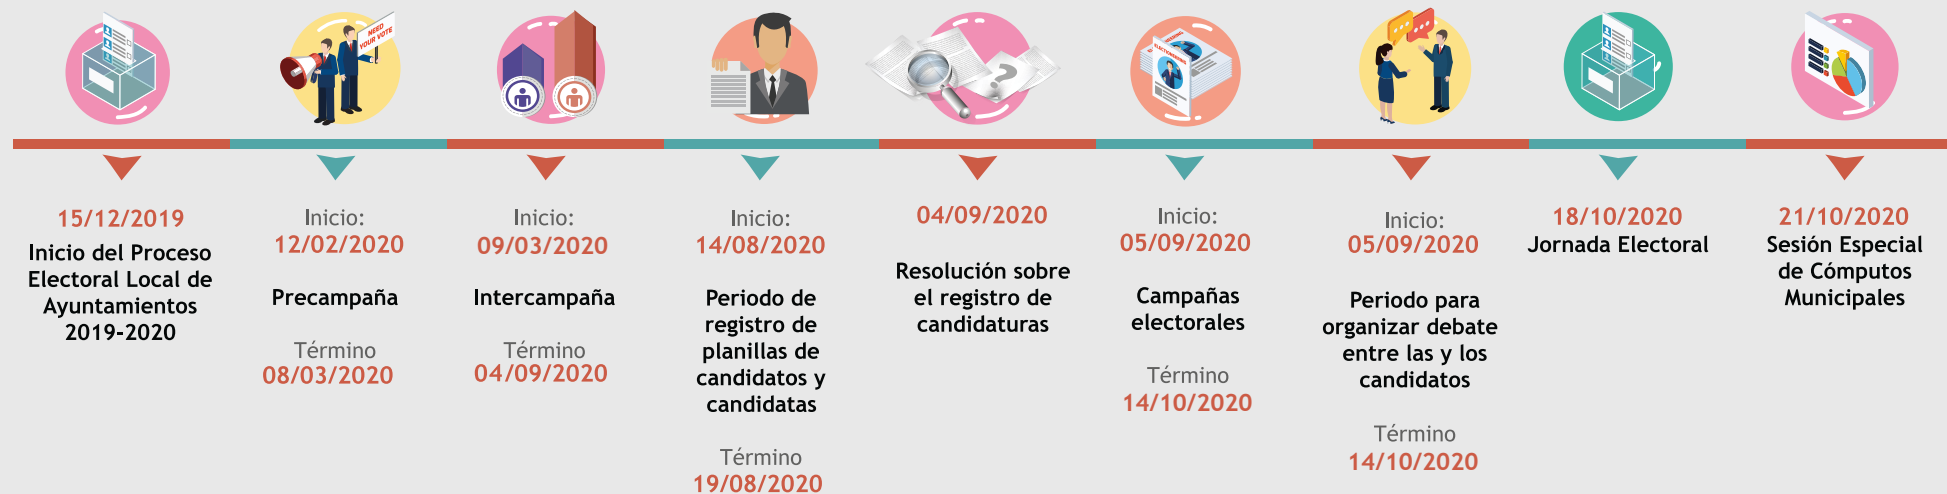 NEED
YOUR VOTE
15/12/2019
Inicio del Proceso
Electoral Local de
Ayuntamientos
2019-2020
Inicio:
12/02/2020
Precampaña
Término
08/03/2020
Inicio:
09/03/2020
Intercampaña
Término
04/09/2020
Inicio:
14/08/2020
Periodo de
registro de
planillas de
candidatos y
candidatas
Término
19/08/2020
?
04/09/2020
Resolución sobre
el registro de
candidaturas
Inicio:
05/09/2020
Campañas
electorales
Término
14/10/2020
Inicio:
05/09/2020
Periodo para
organizar debate
entre las y los
candidatos
Término
14/10/2020
18/10/2020
Jornada Electoral
21/10/2020
Sesión Especial
de Cómputos
Municipales